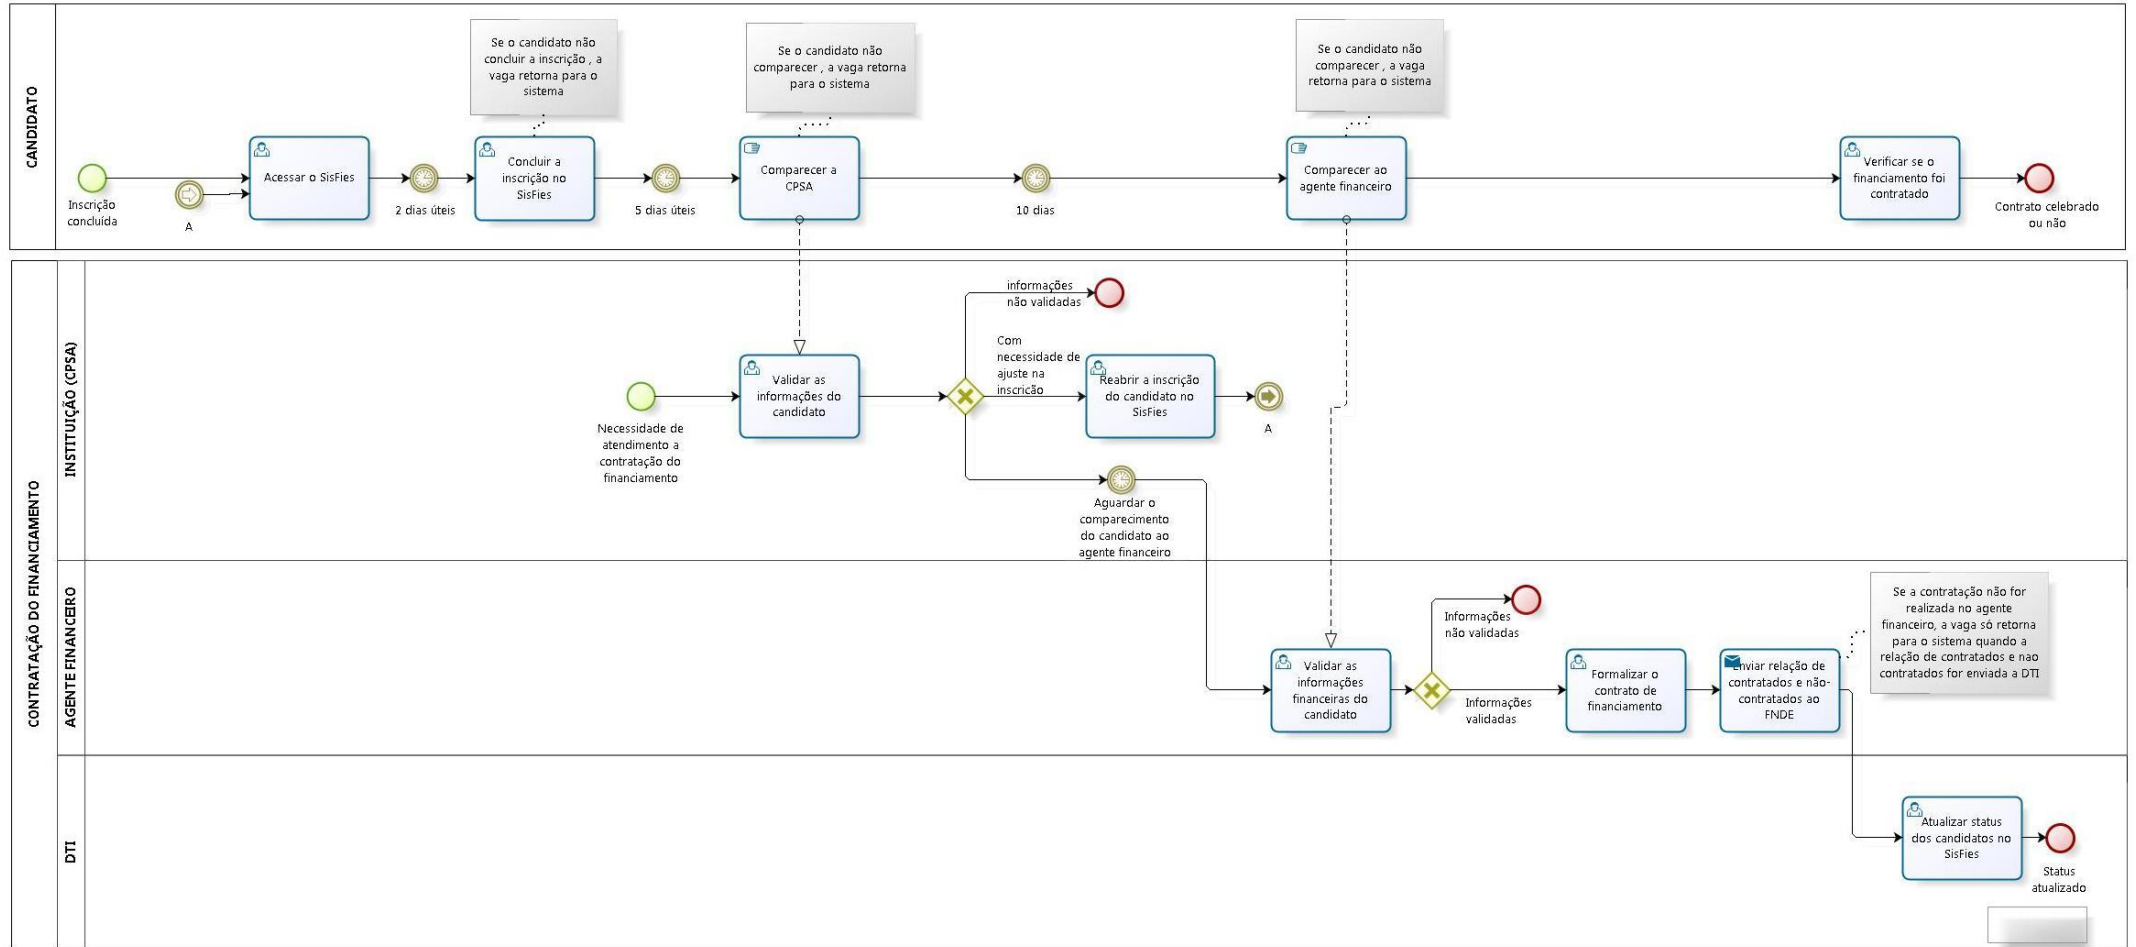 CANDIDATO
Se o candidato não
concluir a inscrição , a
vaga retorna para o
sistema
Se o candidato não
comparecer , a vaga retorna
para o sistema
Se o candidato não
comparecer , a vaga
retorna para o sistema
Inscrição
concluída
A
Acessar o SisFies
2 dias úteis
Concluir a
inscrição no
SisFies
5 dias úteis
Comparecer a
CPSA
10 dias
Comparecer ao
agente financeiro
Verificar se o
financiamento foi
contratado
Contrato celebrado
ou não
CONTRATAÇÃO DO FINANCIAMENTO
INSTITUIÇÃO (CPSA)
Necessidade de
atendimento a
contratação do
financiamento
Validar as
informações do
candidato
informações
não validadas
Com
necessidade de
ajuste na
inscrição
Reabrir a inscrição
do candidato no
SisFies
A
Aguardar o
comparecimento
do candidato ao
agente financeiro
AGENTE FINANCEIRO
Validar as
informações
financeiras do
candidato
Informações
não validadas
Informações
validadas
Formalizar o
contrato de
financiamento
Enviar relação de
contratados e não-
contratados ao
FNDE
Se a contratação não for
realizada no agente
financeiro, a vaga só retorna
para o sistema quando a
relação de contratados e nao
contratados for enviada a DTI
DTI
Atualizar status
dos candidatos no
SisFies
Status
atualizado